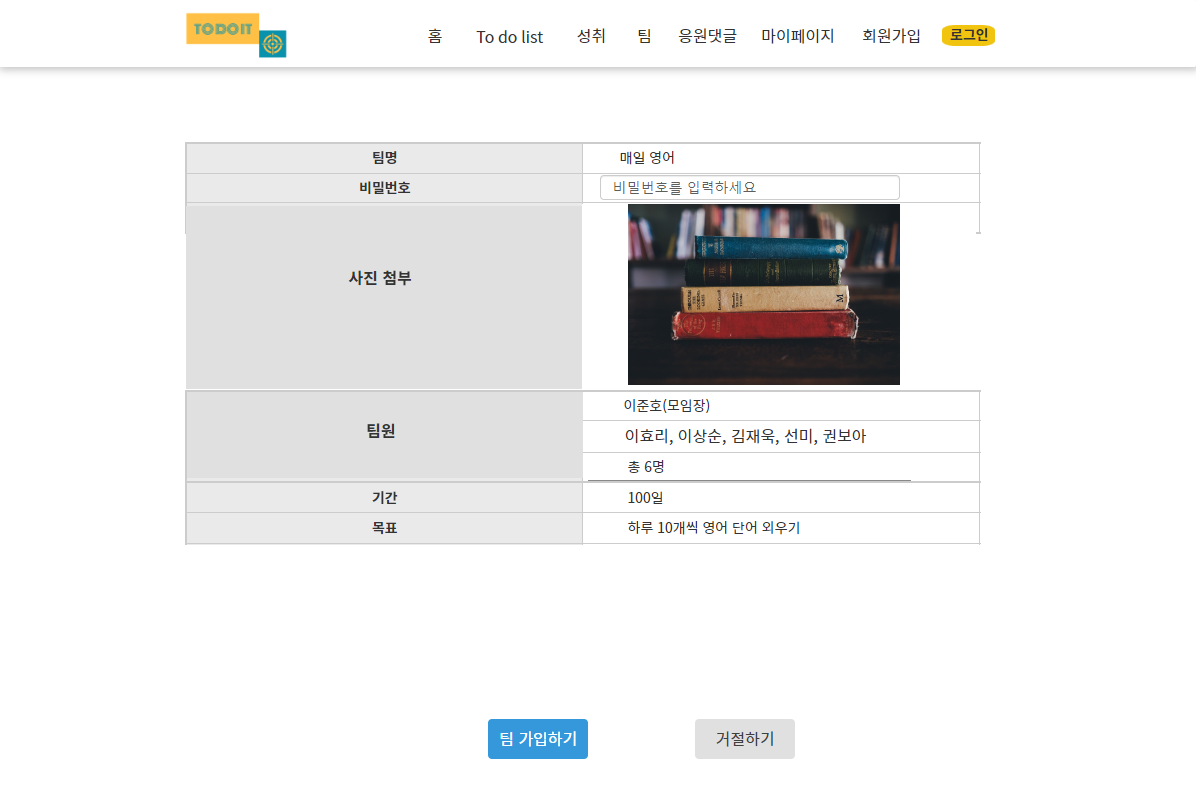 TODOIT
홈 To do list 성취 팀 응원댓글 마이페이지 회원가입 로그인
팀명 매일 영어
비밀번호 비밀번호를 입력하세요
사진 첨부
M
팀원
이준호(모임장)
이효리, 이상순, 김재욱, 선미, 권보아
총 6명
기간 100일
목표 하루 10개씩 영어 단어 외우기
팀 가입하기 거절하기